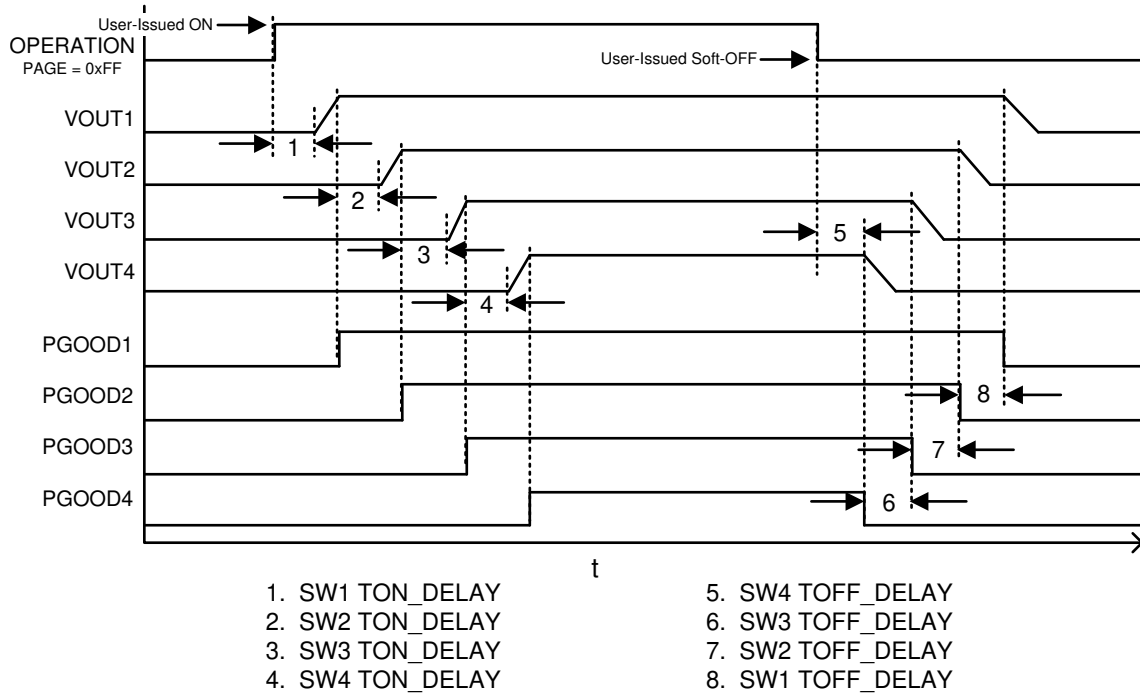 User-Issued ON
OPERATION
PAGE = 0xFF
User-Issued Soft-OFF
VOUT1
1
VOUT2
2
VOUT3
5
3
VOUT4
4
PGOOD1
PGOOD2
8
PGOOD3
7
PGOOD4
6
t
1. SW1 TON_DELAY
2. SW2 TON_DELAY
3. SW3 TON_DELAY
4. SW4 TON_DELAY
5. SW4 TOFF_DELAY
6. SW3 TOFF_DELAY
7. SW2 TOFF_DELAY
8. SW1 TOFF_DELAY